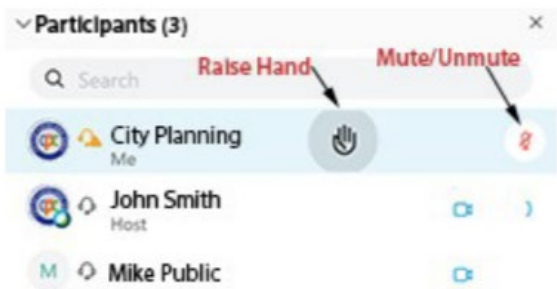 Participants (3)
Search
Raise Hand
Mute/Unmute
City Planning
Me
John Smith
Host
M Mike Public